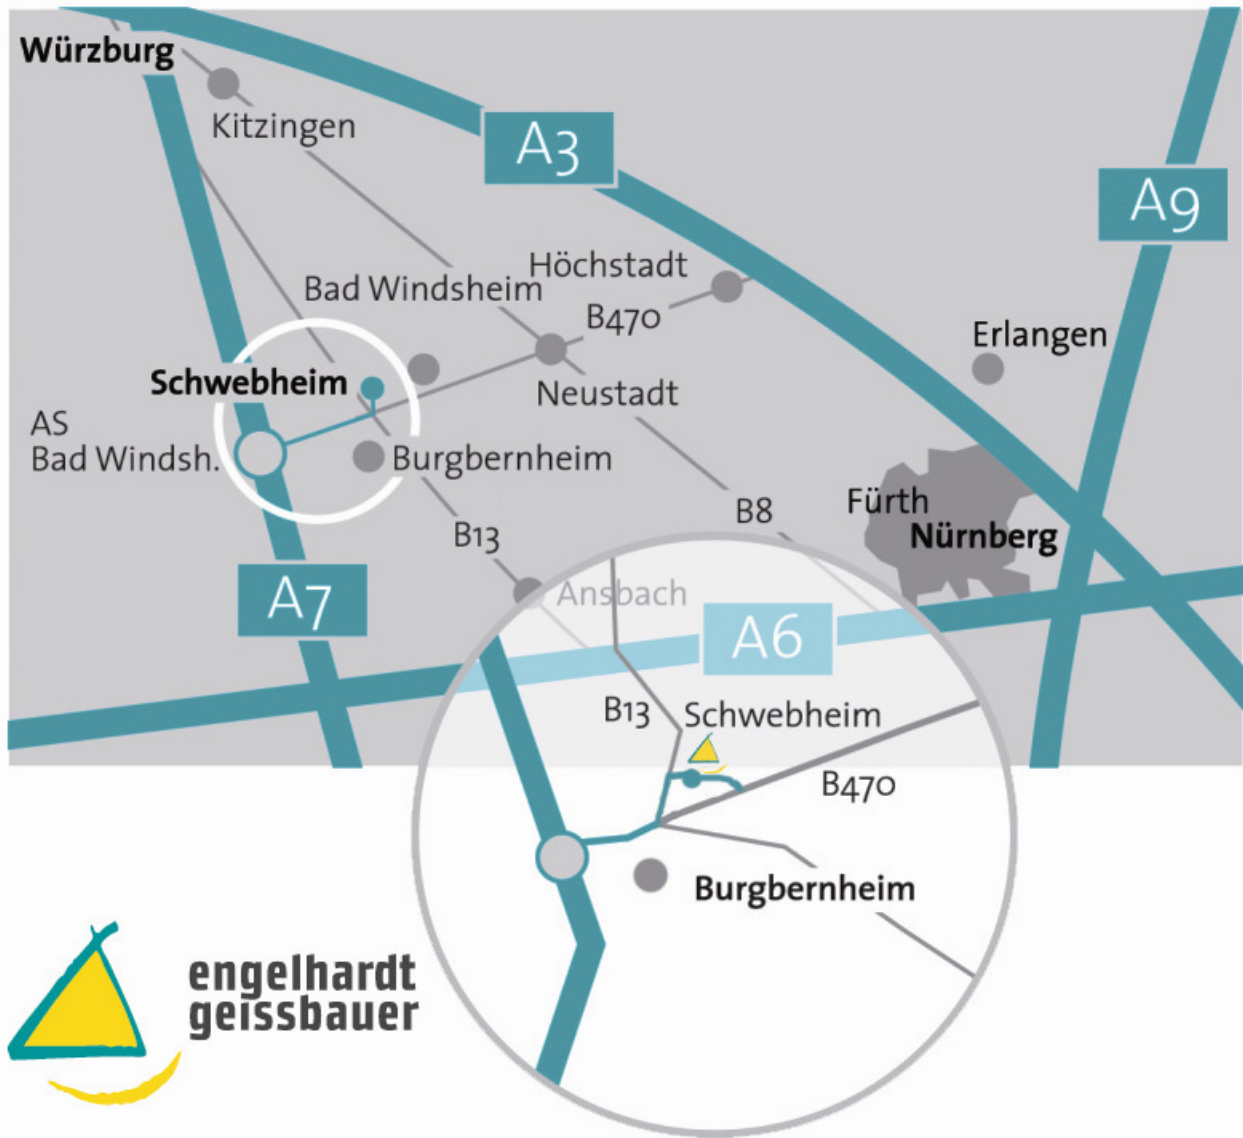 Würzburg
Kitzingen
A3
A9
Höchstadt
Bad Windsheim
B470
Erlangen
Schwebheim
Neustadt
AS
Bad Windsh.
Burgbernheim
B8
Fürth
Nürnberg
B13
A7
Ansbach
A6
B13
Schwebheim
B470
Burgbernheim
engelhardt
geissbauer